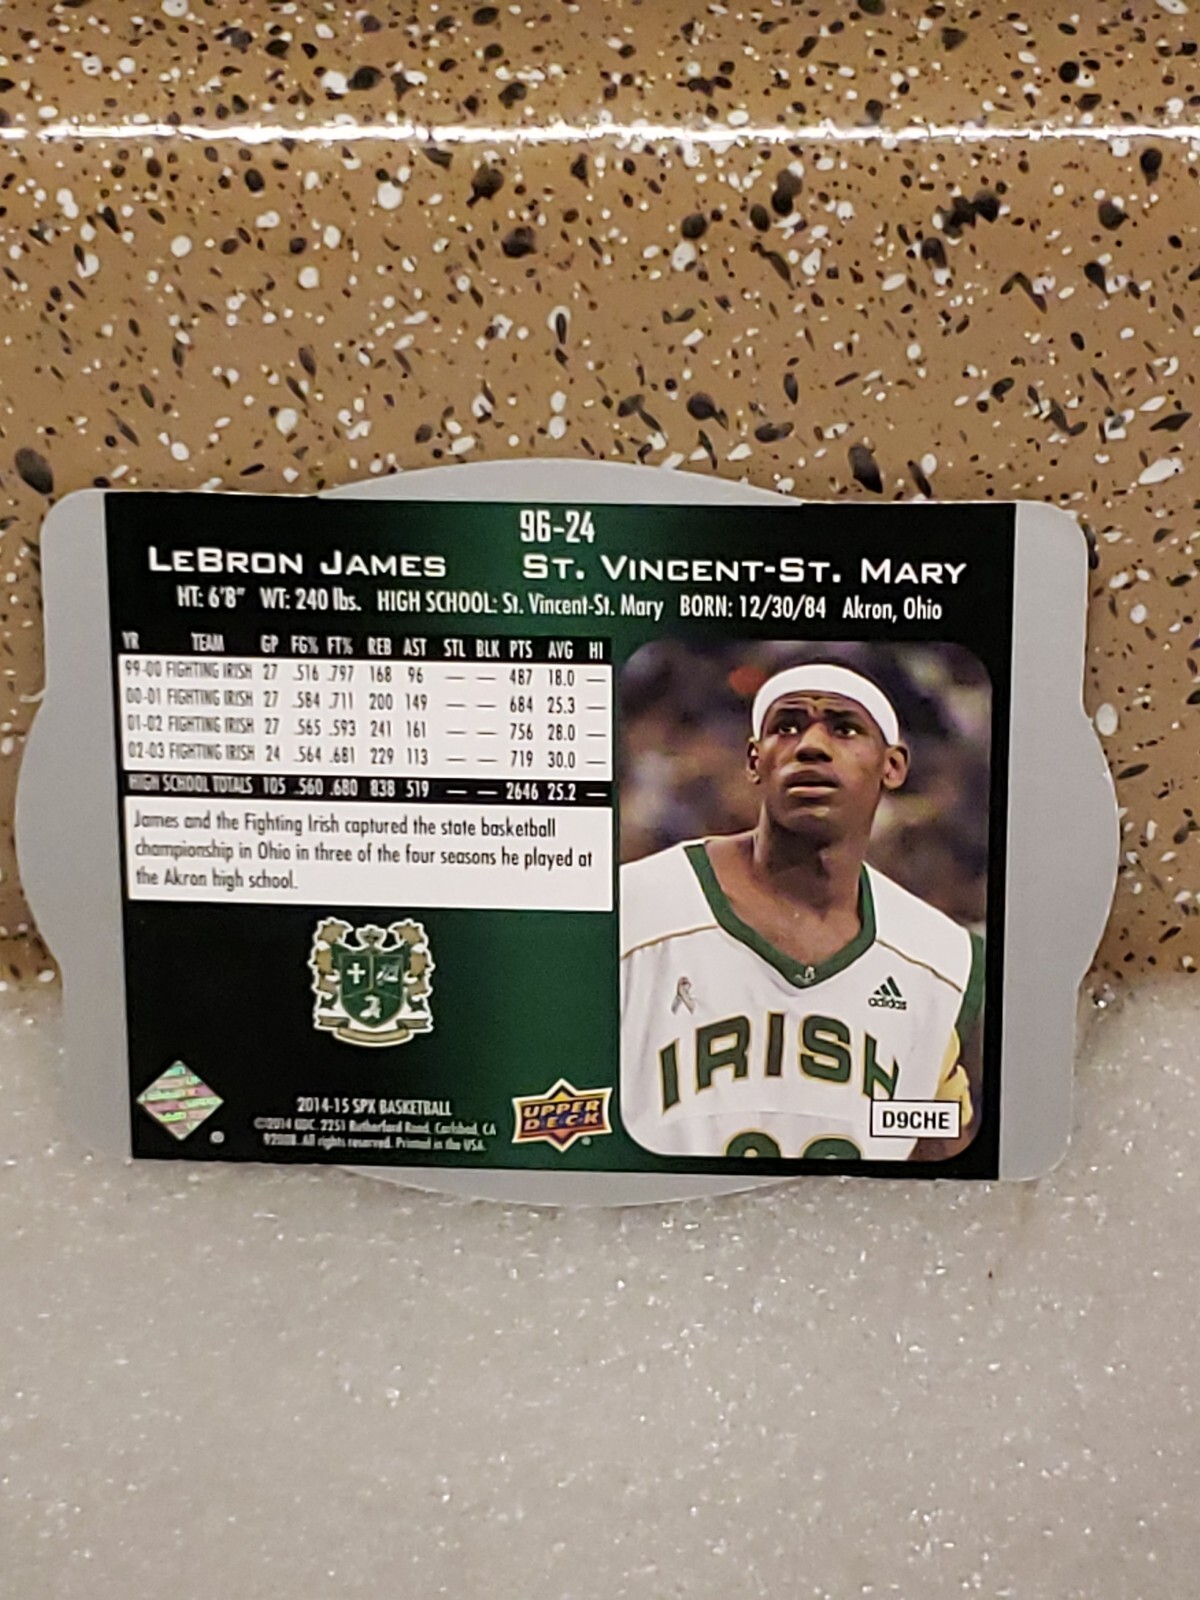 96-24
LEBRON JAMES ST. VINCENT-ST. MARY
HT: 6'8" WT: 240 lbs. HIGH SCHOOL: St. Vincent-St. Mary BORN: 12/30/84 Akron, Ohio
YR TEAM GP FG% FT% REB AST STL BLK PTS AVG HI
99-00 FIGHTING IRISH 27 .516 .797 168 96 — — 487 18.0 —
00-01 FIGHTING IRISH 27 .584 .711 200 149 — — 684 25.3 —
01-02 FIGHTING IRISH 27 .565 .593 241 161 — — 756 28.0 —
02-03 FIGHTING IRISH 24 .564 .681 229 113 — — 719 30.0 —
HIGH SCHOOL TOTALS 105 .560 .680 838 519 — — 2646 25.2 —
James and the Fighting Irish captured the state basketball
championship in Ohio in three of the four seasons he played at
the Akron high school.
adidas
IRISH
D9CHE
2014-15 SPX BASKETBALL
©2014 UDC. 2251 Rutherford Road, Carlsbad, CA
92008. All rights reserved. Printed in the USA.
UPPER
DECK